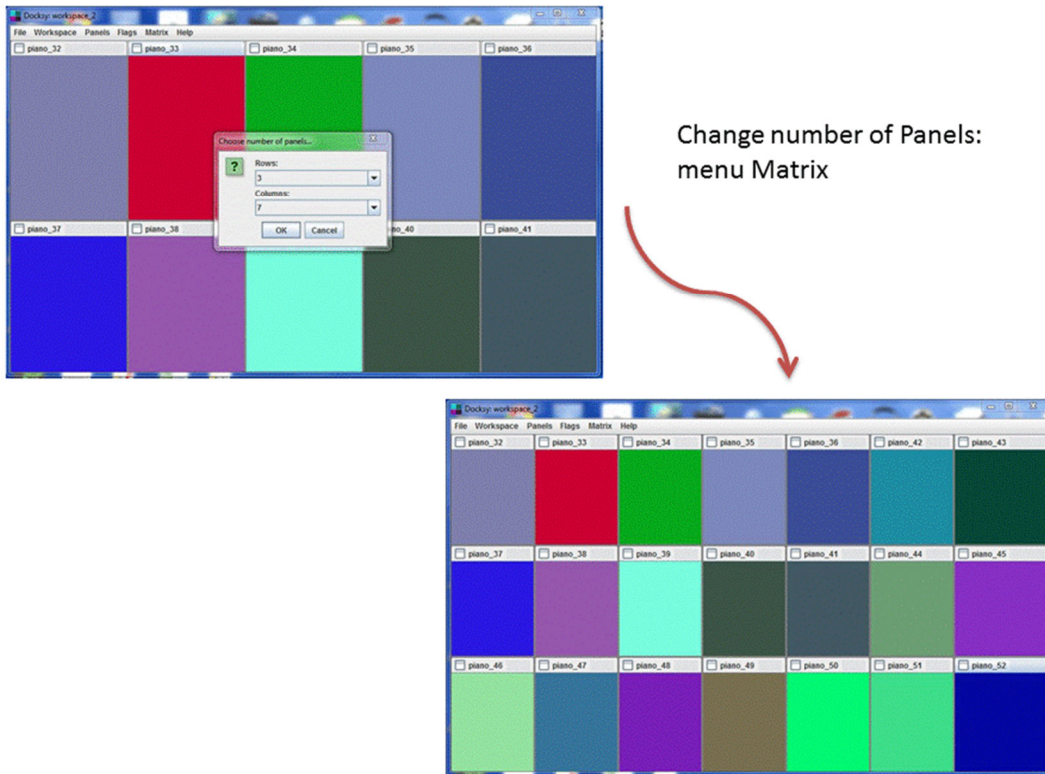 Docksy: workspace_2
File Workspace Panels Flags Matrix Help
piano_32 piano_33 piano_34 piano_35 piano_36
Choose number of panels...
?
Rows:
3
Columns:
7
OK Cancel
piano_37 piano_38 _40 piano_41
Change number of Panels:
menu Matrix
Docksy: workspace_2
File Workspace Panels Flags Matrix Help
piano_32 piano_33 piano_34 piano_35 piano_36 piano_42 piano_43
piano_37 piano_38 piano_39 piano_40 piano_41 piano_44 piano_45
piano_46 piano_47 piano_48 piano_49 piano_50 piano_51 piano_52